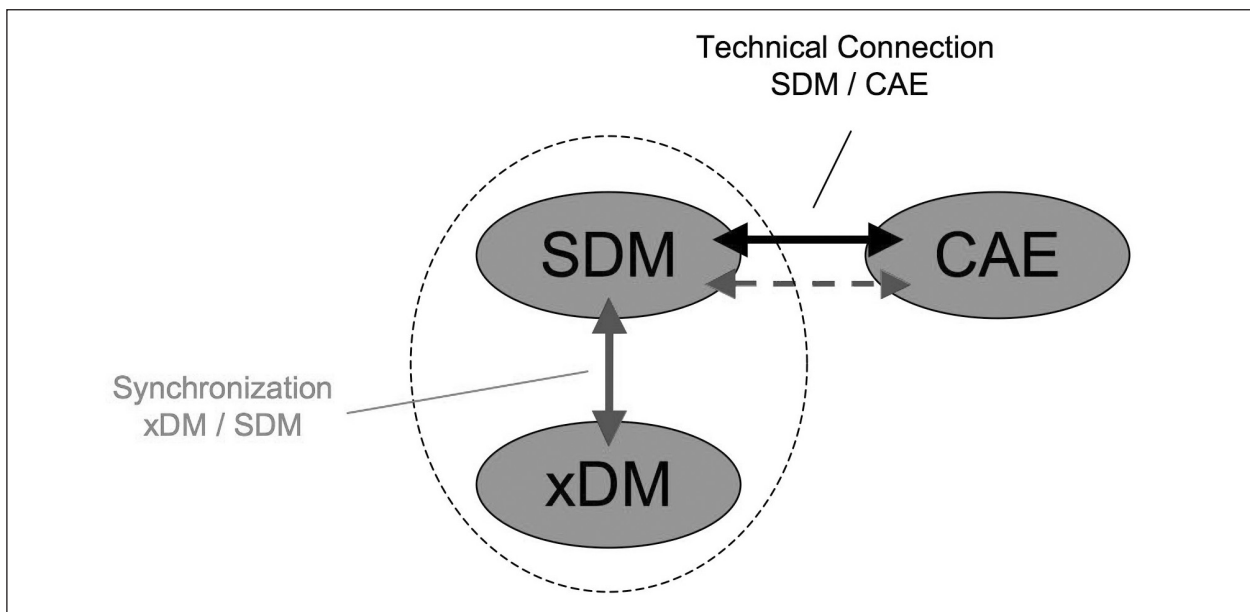 Technical Connection
SDM / CAE
SDM
CAE
Synchronization
xDM / SDM
xDM